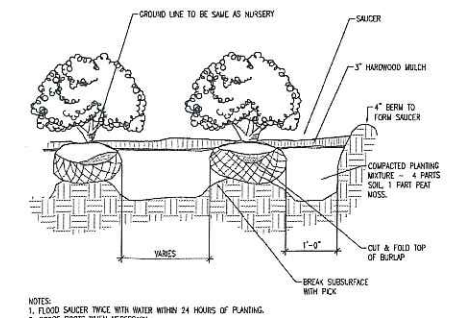 GROUND LINE TO BE SAME AS NURSERY
SAUCER
3" HARDWOOD MULCH
4" BERM TO
FORM SAUCER
COMPACTED PLANTING
MIXTURE - 4 PARTS
SOIL, 1 PART PEAT
MOSS.
VARIES
1'-0"
CUT & FOLD TOP
OF BURLAP
BREAK SUBSURFACE
WITH PICK
NOTES:
1. FLOOD SAUCER TWICE WITH WATER WITHIN 24 HOURS OF PLANTING.